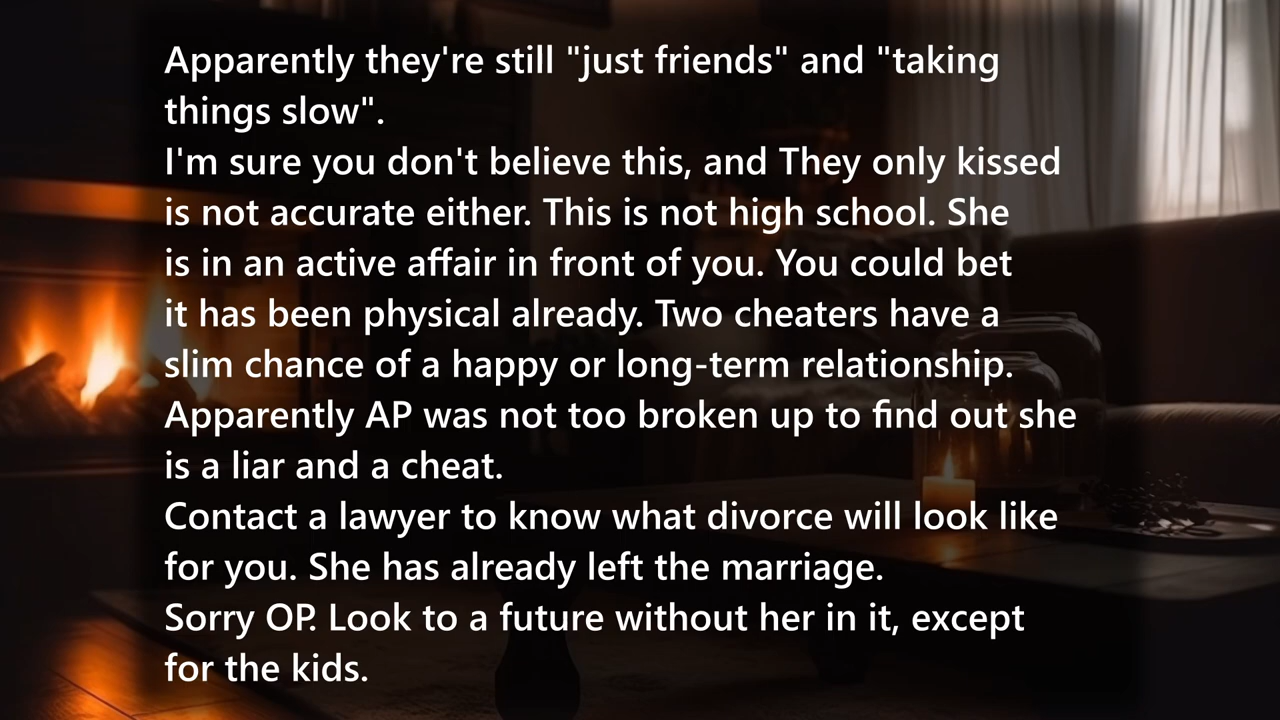 Apparently they're still "just friends" and "taking
things slow".
I'm sure you don't believe this, and They only kissed
is not accurate either. This is not high school. She
is in an active affair in front of you. You could bet
it has been physical already. Two cheaters have a
slim chance of a happy or long-term relationship.
Apparently AP was not too broken up to find out she
is a liar and a cheat.
Contact a lawyer to know what divorce will look like
for you. She has already left the marriage.
Sorry OP. Look to a future without her in it, except
for the kids.